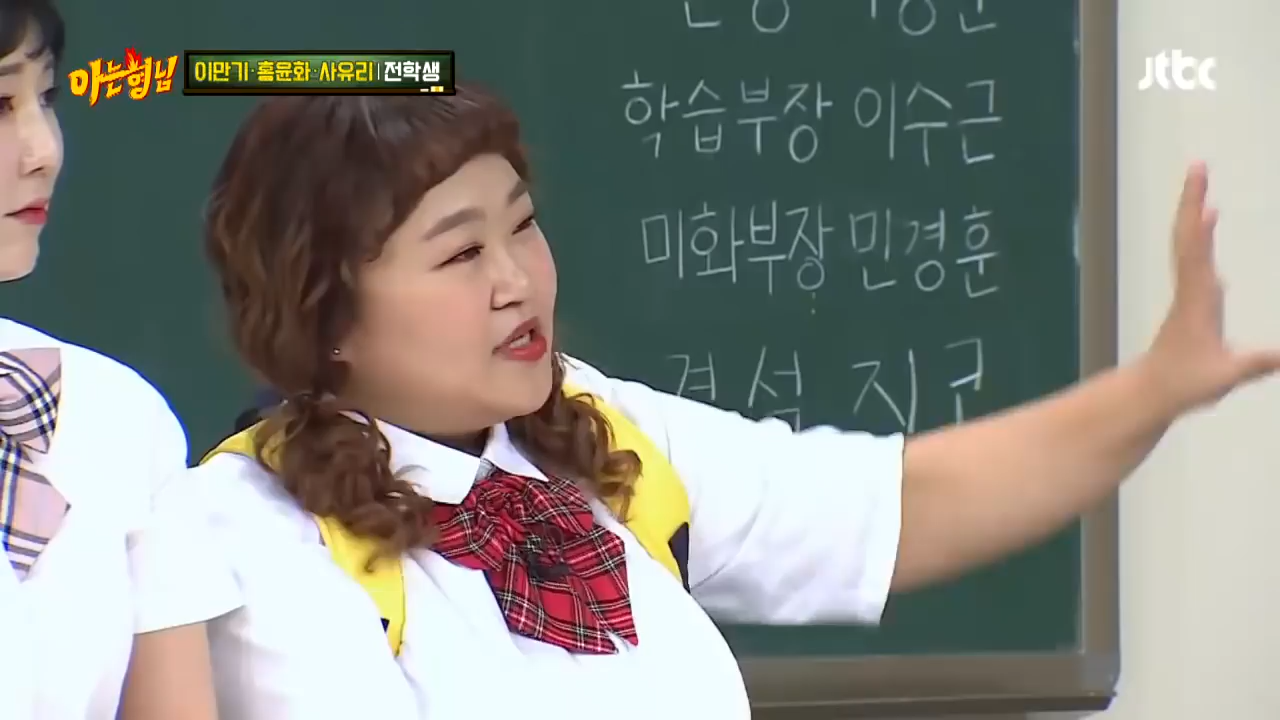 아는형님
이만기·홍윤화·사유리 | 전학생
jtbc
학습부장 이수근
미화부장 민경훈